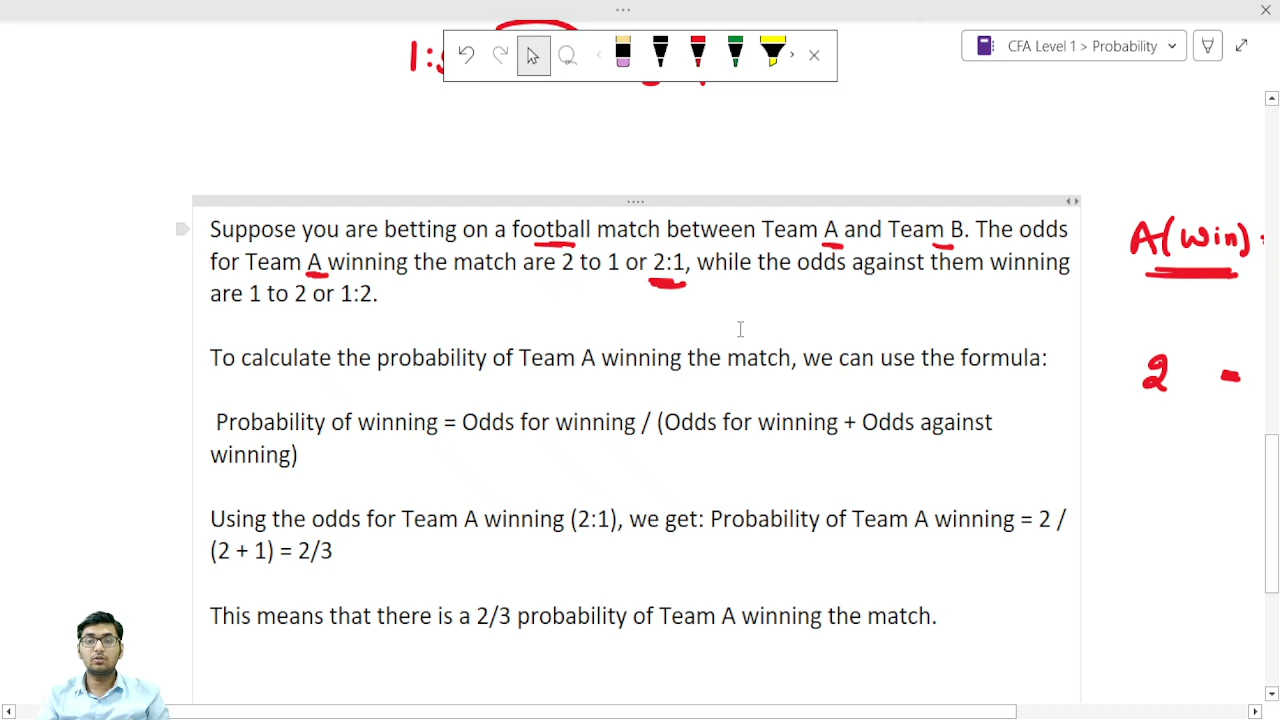 1:
CFA Level 1 > Probability
Suppose you are betting on a football match between Team A and Team B. The odds
for Team A winning the match are 2 to 1 or 2:1, while the odds against them winning
are 1 to 2 or 1:2.
A(win)
To calculate the probability of Team A winning the match, we can use the formula:
2 -
Probability of winning = Odds for winning / (Odds for winning + Odds against
winning)
Using the odds for Team A winning (2:1), we get: Probability of Team A winning = 2 /
(2 + 1) = 2/3
This means that there is a 2/3 probability of Team A winning the match.